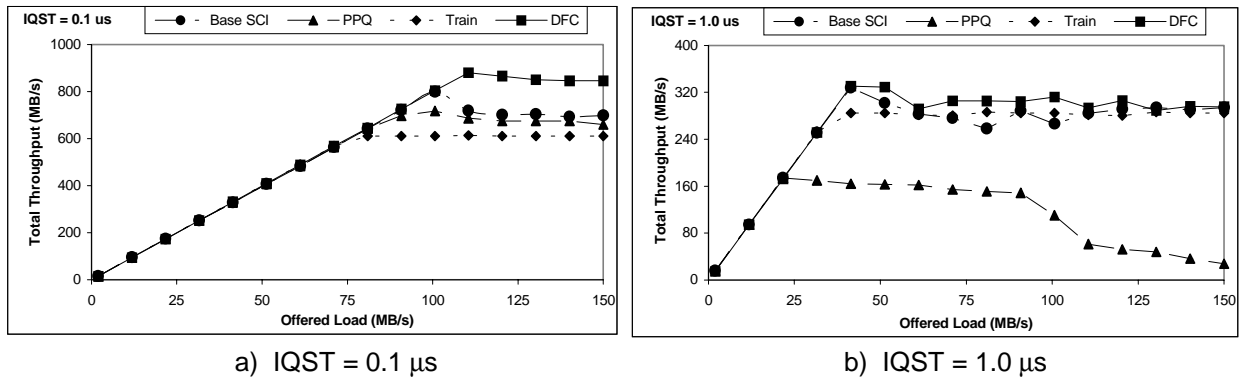 IQST = 0.1 us
Base SCI PPQ Train DFC
1000
800
600
400
200
0
Total Throughput (MB/s)
0 25 50 75 100 125 150
Offered Load (MB/s)
a) IQST = 0.1 μs
IQST = 1.0 us
Base SCI PPQ Train DFC
400
320
240
160
80
0
Total Throughput (MB/s)
0 25 50 75 100 125 150
Offered Load (MB/s)
b) IQST = 1.0 μs